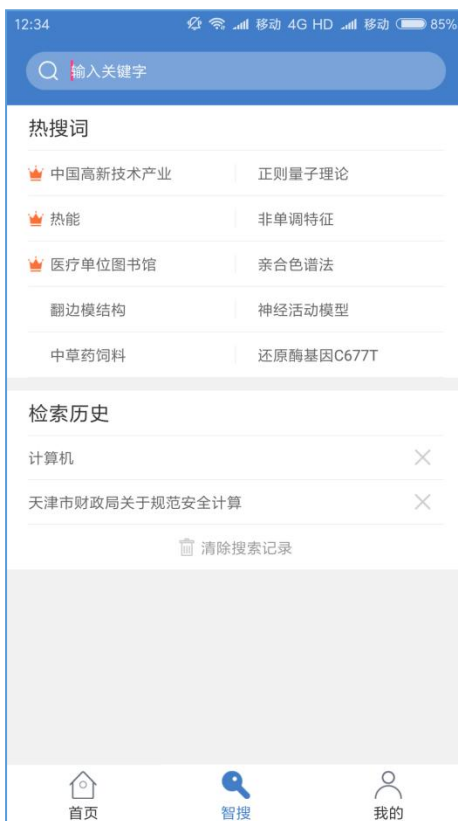 12:34 移动 4G HD 移动 85%
输入关键字
热搜词
中国高新技术产业 正则量子理论
热能 非单调特征
医疗单位图书馆 亲合色谱法
翻边模结构 神经活动模型
中草药饲料 还原酶基因C677T
检索历史
计算机
天津市财政局关于规范安全计算
清除搜索记录
首页 智搜 我的